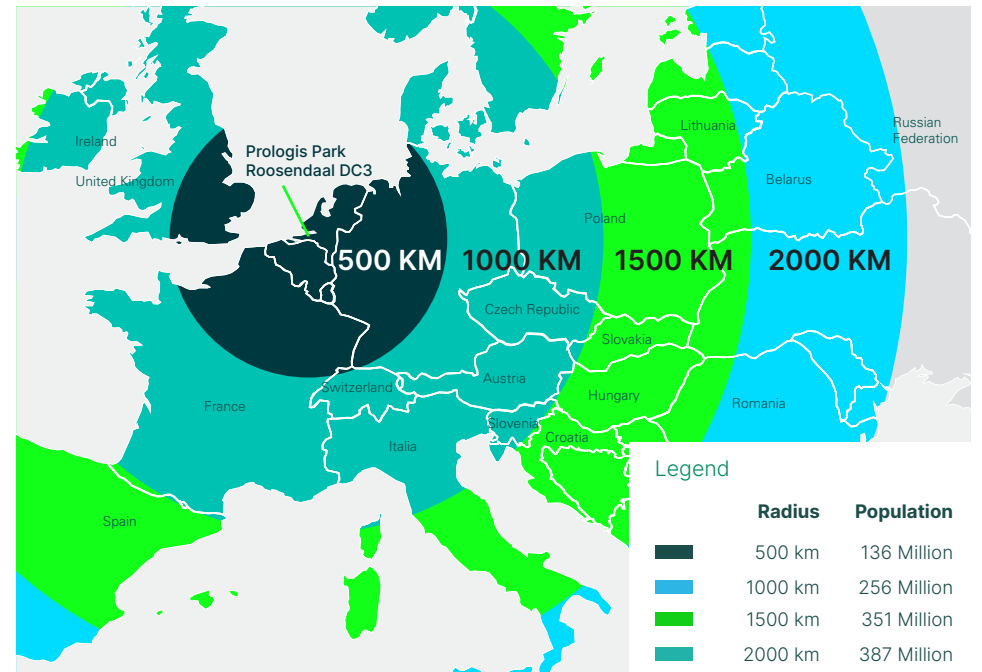 Ireland
United Kingdom
Prologis Park
Roosendaal DC3
Lithuania
Russian
Federation
Belarus
Poland
500 KM
1000 KM
1500 KM
2000 KM
Czech Republic
Slovakia
Austria
Switzerland
France
Hungary
Romania
Slovenia
Croatia
Italia
Spain
Legend
Radius Population
500 km 136 Million
1000 km 256 Million
1500 km 351 Million
2000 km 387 Million